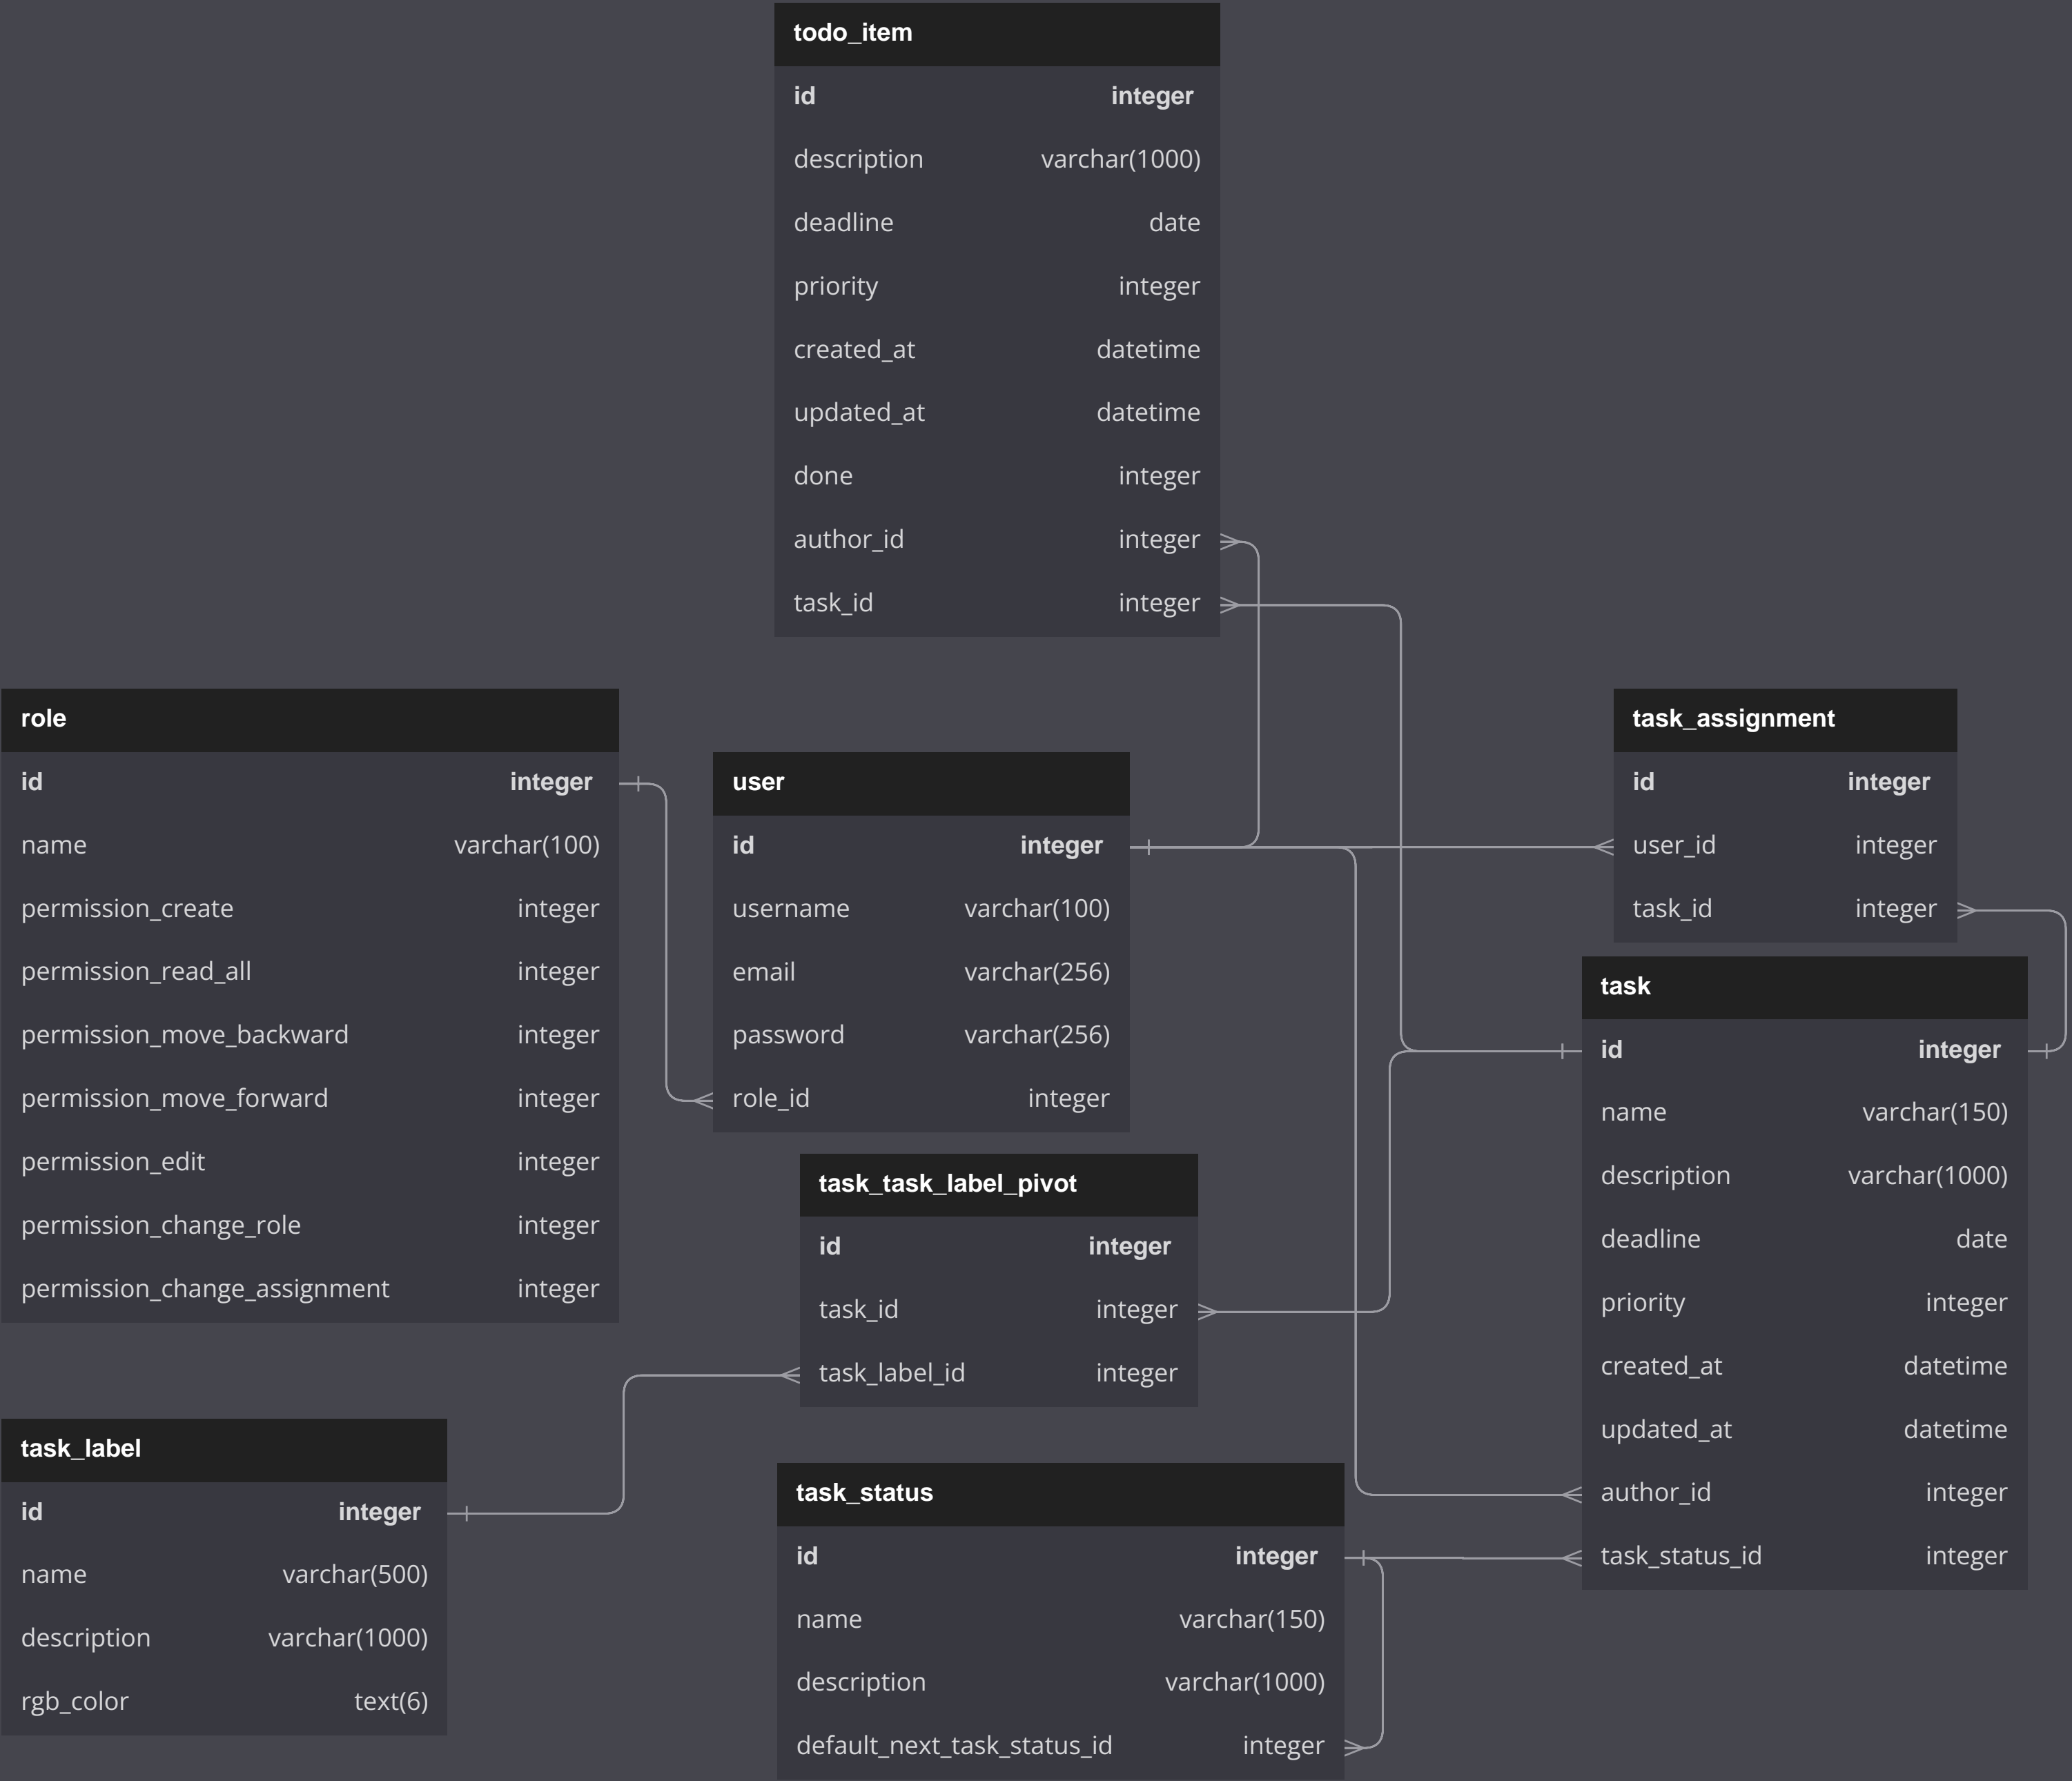 todo_item
id integer
description varchar(1000)
deadline date
priority integer
created_at datetime
updated_at datetime
done integer
author_id integer
task_id integer
role
id integer
name varchar(100)
permission_create integer
permission_read_all integer
permission_move_backward integer
permission_move_forward integer
permission_edit integer
permission_change_role integer
permission_change_assignment integer
user
id integer
username varchar(100)
email varchar(256)
password varchar(256)
role_id integer
task_assignment
id integer
user_id integer
task_id integer
task
id integer
name varchar(150)
description varchar(1000)
deadline date
priority integer
created_at datetime
updated_at datetime
author_id integer
task_status_id integer
task_task_label_pivot
id integer
task_id integer
task_label_id integer
task_label
id integer
name varchar(500)
description varchar(1000)
rgb_color text(6)
task_status
id integer
name varchar(150)
description varchar(1000)
default_next_task_status_id integer